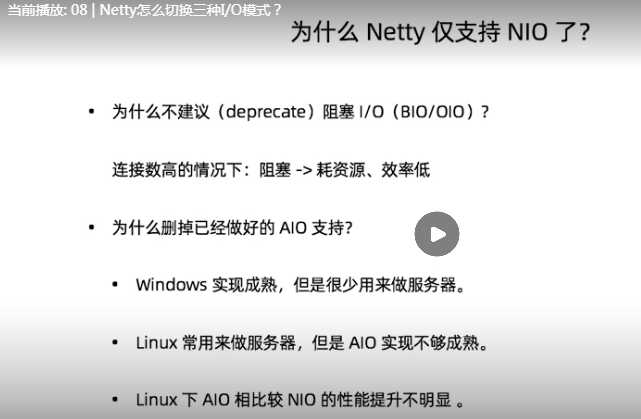 当前播放: 08 | Netty怎么切换三种I/O模式？
为什么 Netty 仅支持 NIO 了？
• 为什么不建议（deprecate）阻塞 I/O（BIO/OIO）？
连接数高的情况下：阻塞 -> 耗资源、效率低
• 为什么删掉已经做好的 AIO 支持？
• Windows 实现成熟，但是很少用来做服务器。
• Linux 常用来做服务器，但是 AIO 实现不够成熟。
• Linux 下 AIO 相比较 NIO 的性能提升不明显 。